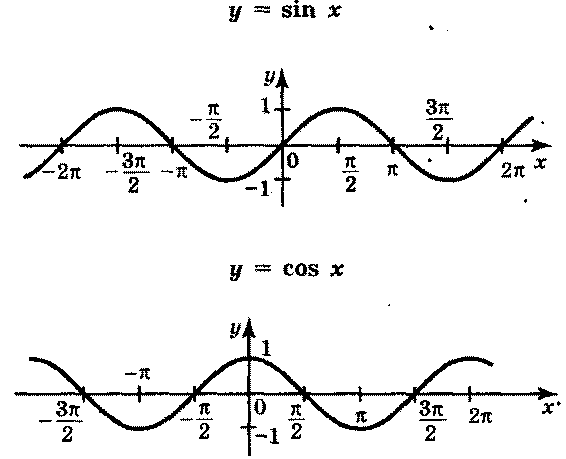 y = sin x
y
1
-π/2
3π/2
-2π
-3π/2
-π
0
π/2
π
2π
x
-1
y = cos x
y
1
-π
-3π/2
-π/2
0
π/2
π
3π/2
2π
x
-1